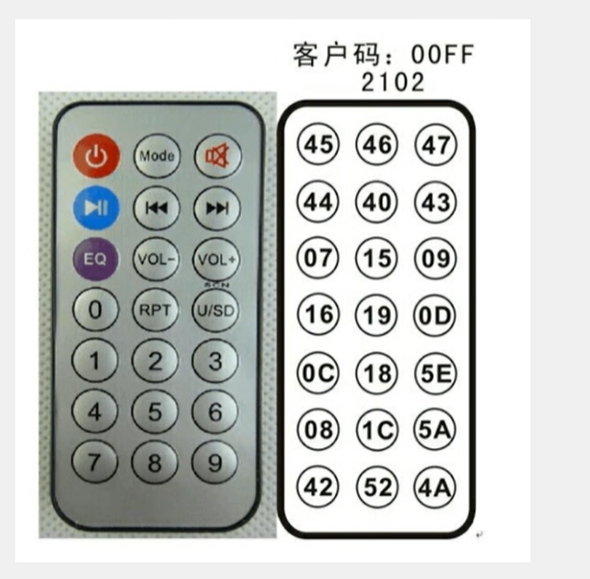 客户码：00FF
2102
Mode
EQ VOL- VOL+
0 RPT U/SD
1 2 3
4 5 6
7 8 9
45 46 47
44 40 43
07 15 09
16 19 0D
0C 18 5E
08 1C 5A
42 52 4A